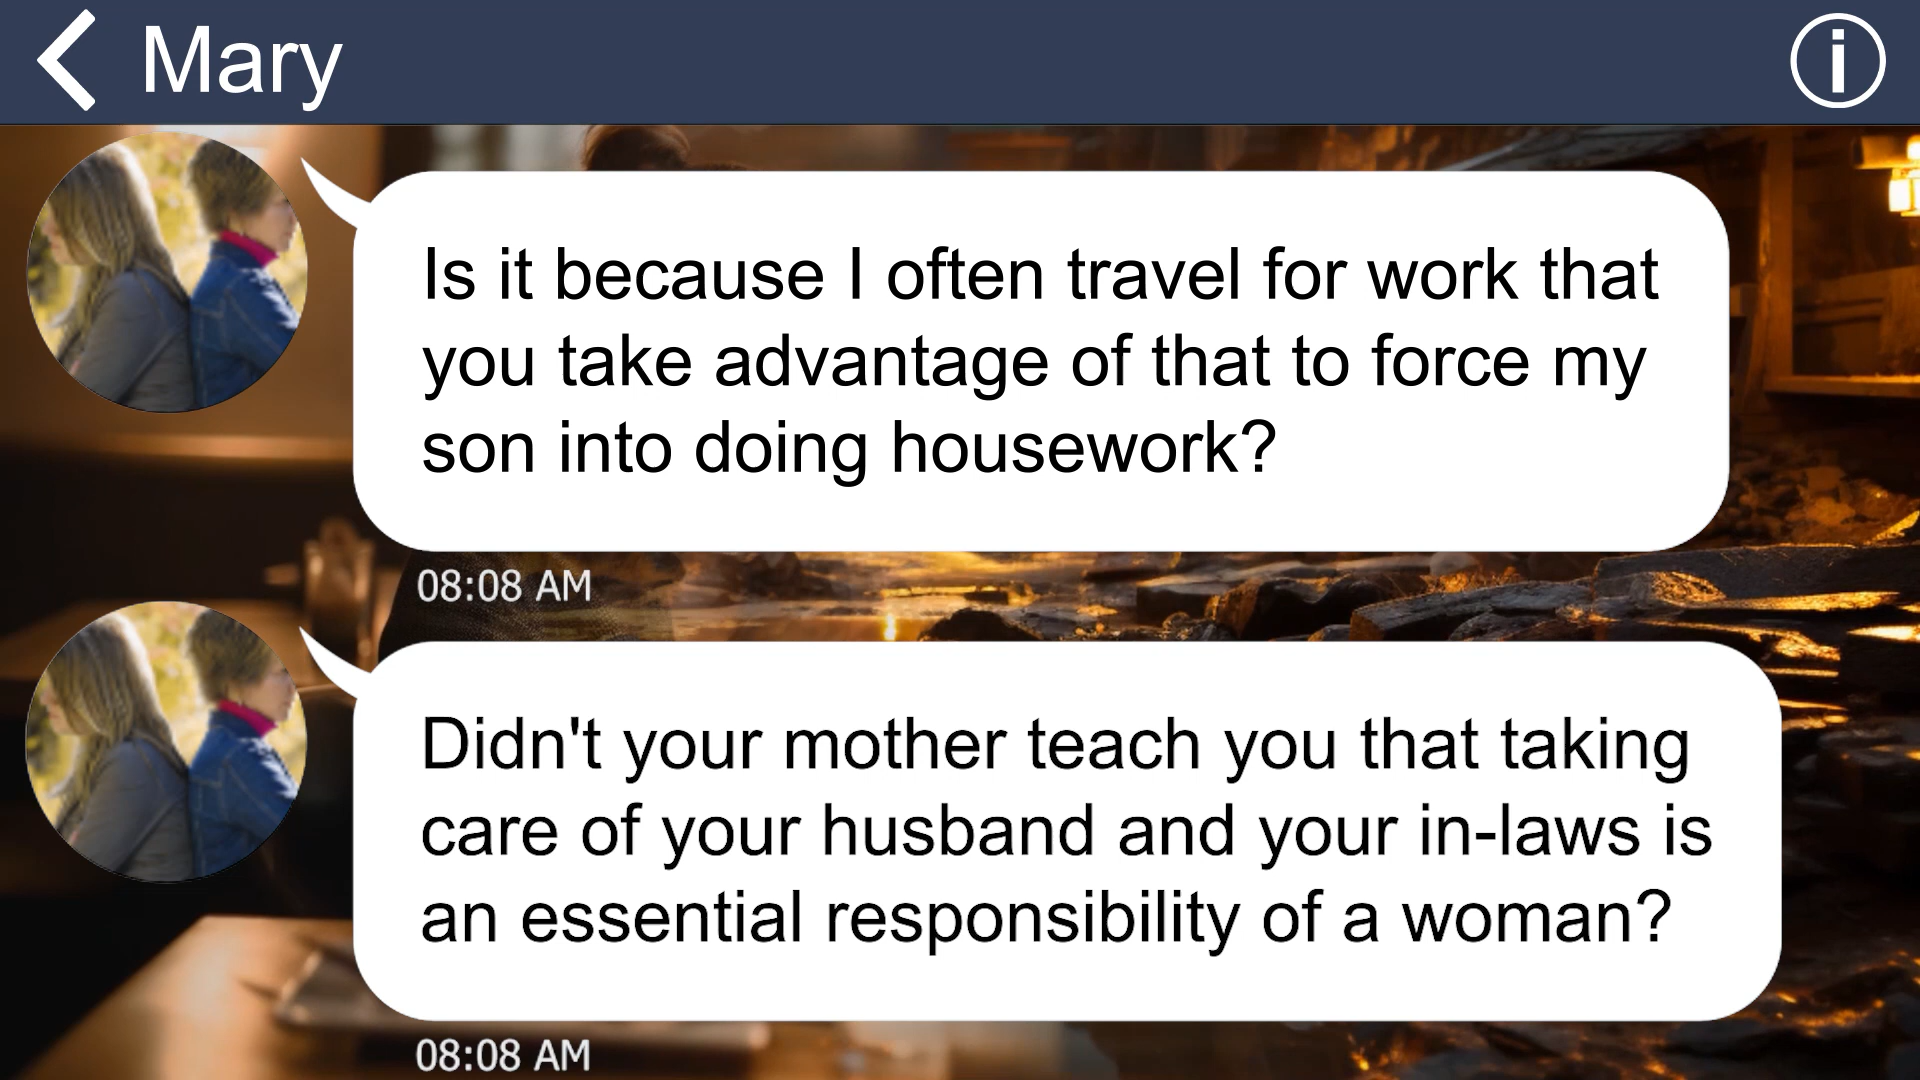 Mary
Is it because I often travel for work that
you take advantage of that to force my
son into doing housework?
08:08 AM
Didn't your mother teach you that taking
care of your husband and your in-laws is
an essential responsibility of a woman?
08:08 AM